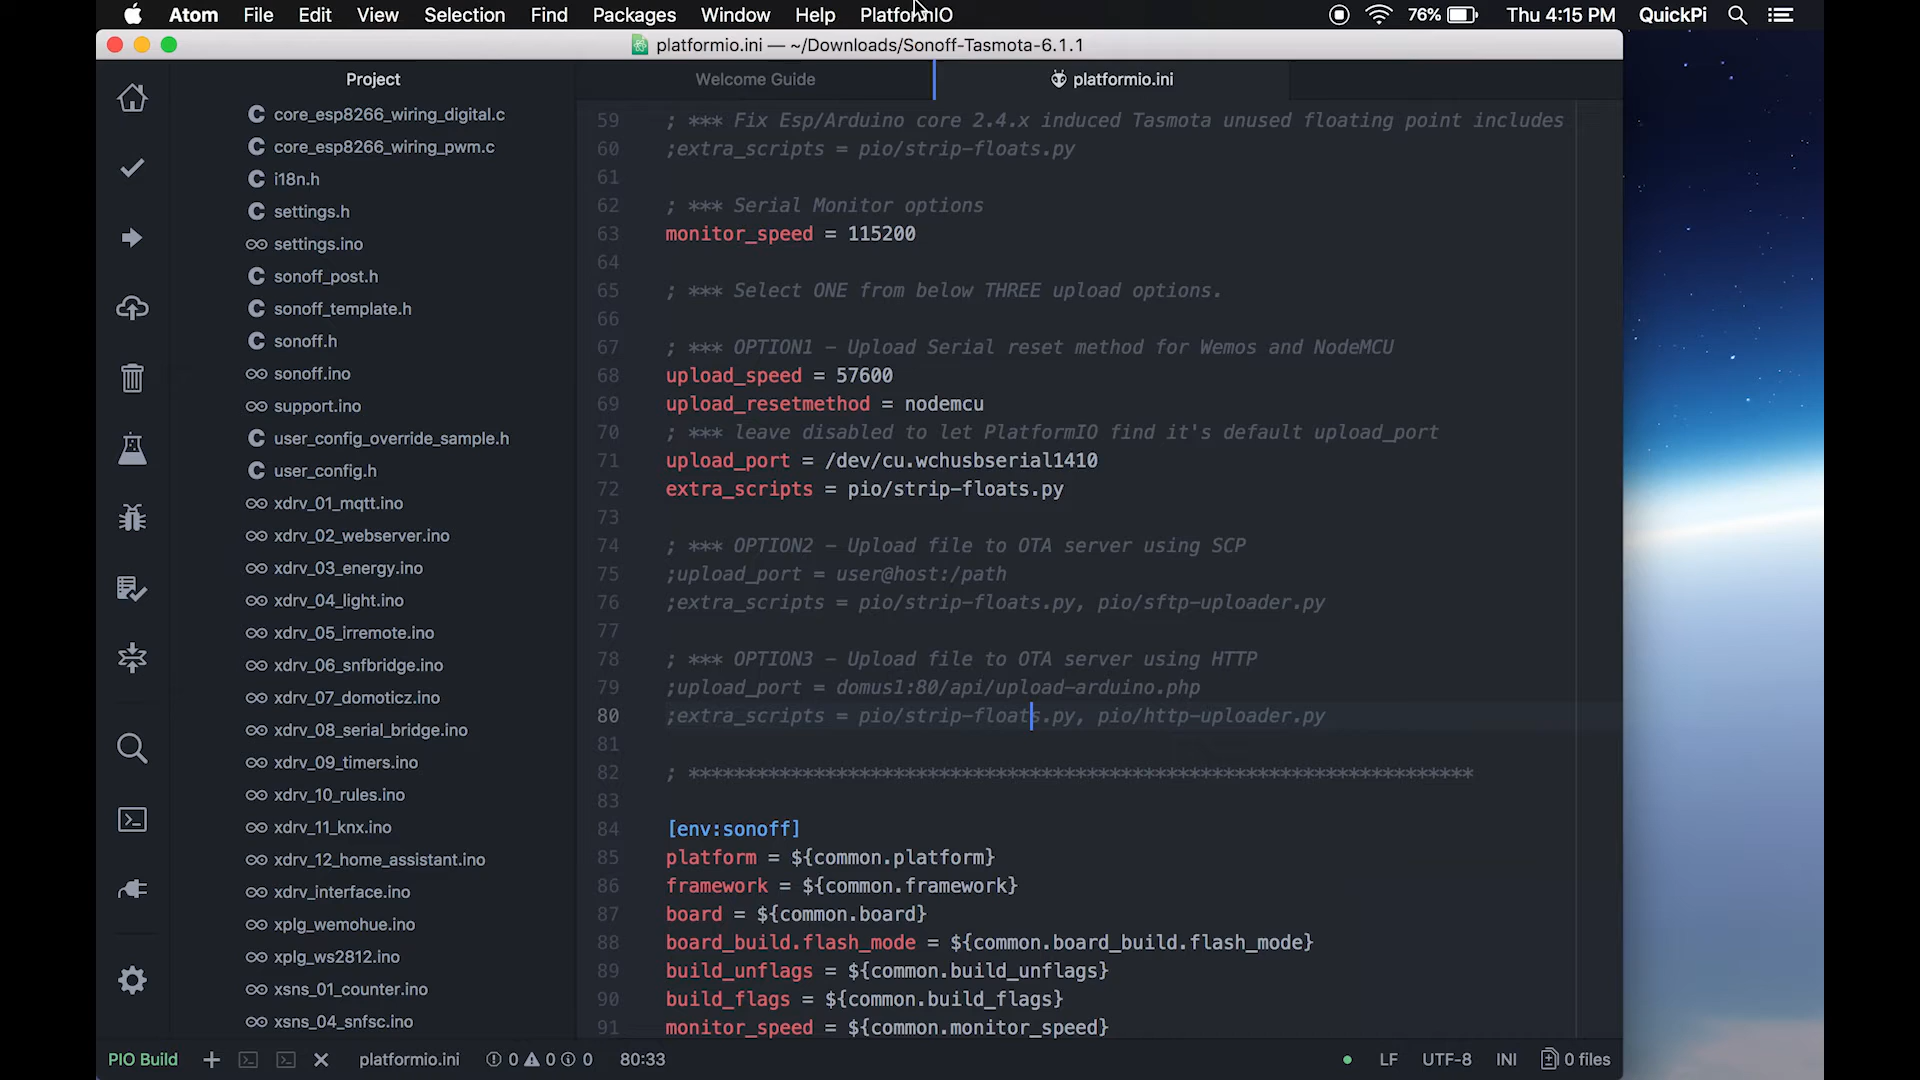 Atom File Edit View Selection Find Packages Window Help PlatformIO 76% Thu 4:15 PM QuickPi
platformio.ini — ~/Downloads/Sonoff-Tasmota-6.1.1
Project
Welcome Guide
platformio.ini
core_esp8266_wiring_digital.c
core_esp8266_wiring_pwm.c
i18n.h
settings.h
settings.ino
sonoff_post.h
sonoff_template.h
sonoff.h
sonoff.ino
support.ino
user_config_override_sample.h
user_config.h
xdrv_01_mqtt.ino
xdrv_02_webserver.ino
xdrv_03_energy.ino
xdrv_04_light.ino
xdrv_05_irremote.ino
xdrv_06_snfbridge.ino
xdrv_07_domoticz.ino
xdrv_08_serial_bridge.ino
xdrv_09_timers.ino
xdrv_10_rules.ino
xdrv_11_knx.ino
xdrv_12_home_assistant.ino
xdrv_interface.ino
xplg_wemohue.ino
xplg_ws2812.ino
xsns_01_counter.ino
xsns_04_snfsc.ino
59 ; *** Fix Esp/Arduino core 2.4.x induced Tasmota unused floating point includes
60 ;extra_scripts = pio/strip-floats.py
61
62 ; *** Serial Monitor options
63 monitor_speed = 115200
64
65 ; *** Select ONE from below THREE upload options.
66
67 ; *** OPTION1 - Upload Serial reset method for Wemos and NodeMCU
68 upload_speed = 57600
69 upload_resetmethod = nodemcu
70 ; *** leave disabled to let PlatformIO find it's default upload_port
71 upload_port = /dev/cu.wchusbserial1410
72 extra_scripts = pio/strip-floats.py
73
74 ; *** OPTION2 - Upload file to OTA server using SCP
75 ;upload_port = user@host:/path
76 ;extra_scripts = pio/strip-floats.py, pio/sftp-uploader.py
77
78 ; *** OPTION3 - Upload file to OTA server using HTTP
79 ;upload_port = domus1:80/api/upload-arduino.php
80 ;extra_scripts = pio/strip-floats.py, pio/http-uploader.py
81
82 ; *********************************************************************
83
84 [env:sonoff]
85 platform = ${common.platform}
86 framework = ${common.framework}
87 board = ${common.board}
88 board_build.flash_mode = ${common.board_build.flash_mode}
89 build_unflags = ${common.build_unflags}
90 build_flags = ${common.build_flags}
91 monitor_speed = ${common.monitor_speed}
PIO Build platformio.ini 0 0 0 80:33 LF UTF-8 INI 0 files